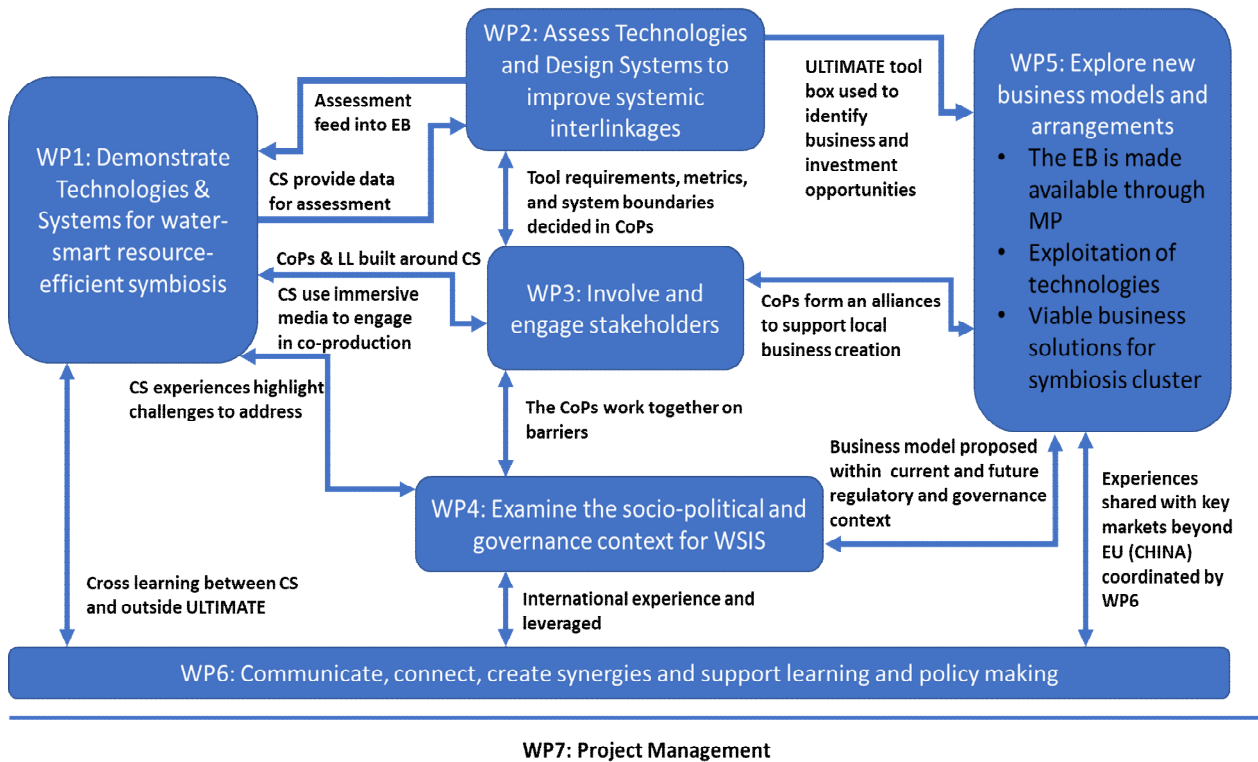 WP2: Assess Technologies
and Design Systems to
improve systemic
interlinkages
WP5: Explore new
business models and
arrangements
• The EB is made
available through
MP
• Exploitation of
technologies
• Viable business
solutions for
symbiosis cluster
ULTIMATE tool
box used to
identify
business and
investment
opportunities
Assessment
feed into EB
WP1: Demonstrate
Technologies &
Systems for water-
smart resource-
efficient symbiosis
CS provide data
for assessment
Tool requirements, metrics,
and system boundaries
decided in CoPs
CoPs & LL built around CS
CS use immersive
media to engage
in co-production
WP3: Involve and
engage stakeholders
CoPs form an alliances
to support local
business creation
CS experiences highlight
challenges to address
The CoPs work together on
barriers
Business model proposed
within current and future
regulatory and governance
context
Experiences
shared with key
markets beyond
EU (CHINA)
coordinated by
WP6
WP4: Examine the socio-political and
governance context for WSIS
Cross learning between CS
and outside ULTIMATE
International experience and
leveraged
WP6: Communicate, connect, create synergies and support learning and policy making
WP7: Project Management